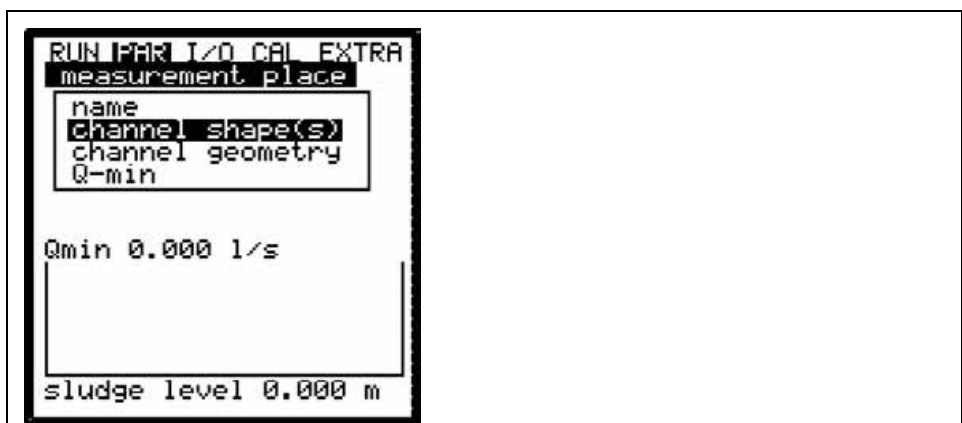 RUN PAR I/O CAL EXTRA
measurement place
name
channel shape(s)
channel geometry
Q-min
Qmin 0.000 l/s
sludge level 0.000 m